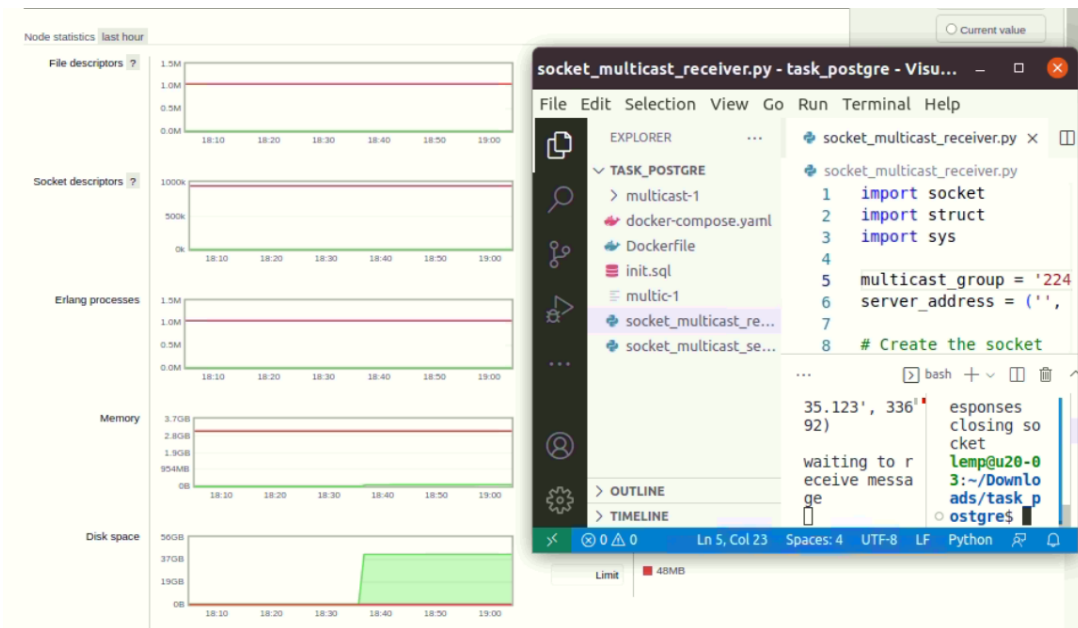 Node statistics last hour
Current value
File descriptors ?
1.5M
1.0M
0.5M
0.0M
18:10 18:20 18:30 18:40 18:50 19:00
Socket descriptors ?
1000k
500k
0k
18:10 18:20 18:30 18:40 18:50 19:00
Erlang processes
1.5M
1.0M
0.5M
0.0M
18:10 18:20 18:30 18:40 18:50 19:00
Memory
3.7GB
2.8GB
1.9GB
954MB
0B
18:10 18:20 18:30 18:40 18:50 19:00
Disk space
56GB
37GB
19GB
0B
18:10 18:20 18:30 18:40 18:50 19:00
socket_multicast_receiver.py - task_postgre - Visu...
File Edit Selection View Go Run Terminal Help
EXPLORER ...
TASK_POSTGRE
multicast-1
docker-compose.yaml
Dockerfile
init.sql
multic-1
socket_multicast_re...
socket_multicast_se...
OUTLINE
TIMELINE
socket_multicast_receiver.py
socket_multicast_receiver.py
1 import socket
2 import struct
3 import sys
4
5 multicast_group = '224
6 server_address = ('',
7
8 # Create the socket
... bash
35.123', 336
92)
waiting to r
eceive messa
ge
esponses
closing so
cket
lemp@u20-0
3:~/Downlo
ads/task_p
ostgre$
0 0 Ln 5, Col 23 Spaces: 4 UTF-8 LF Python
Limit 48MB